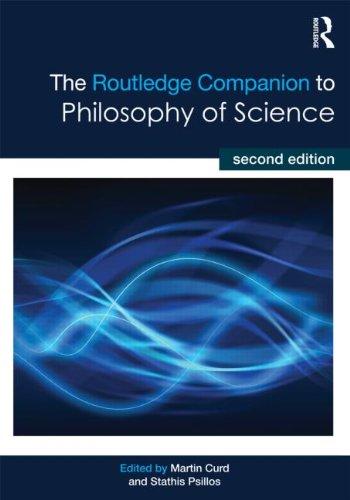 ROUTLEDGE
The Routledge Companion to
Philosophy of Science
second edition
Edited by Martin Curd
and Stathis Psillos